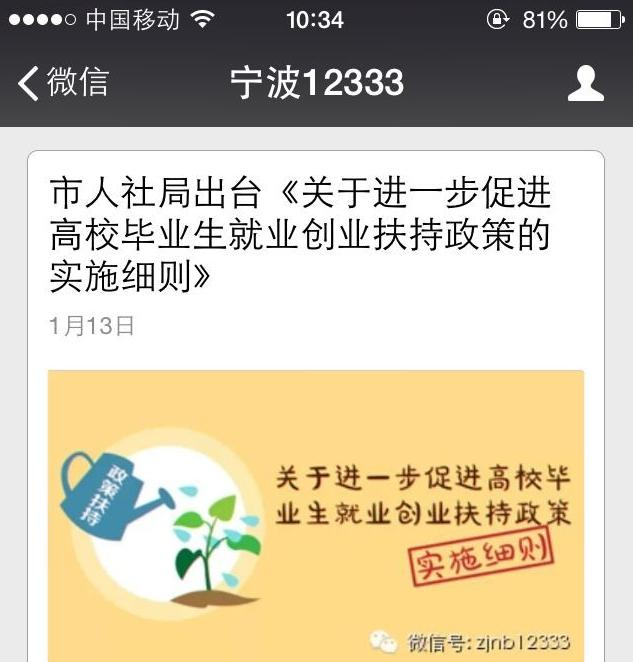 中国移动 10:34 81%
微信 宁波12333
市人社局出台《关于进一步促进
高校毕业生就业创业扶持政策的
实施细则》
1月13日
政策扶持
关于进一步促进高校毕
业生就业创业扶持政策
实施细则
微信号: zjnb12333